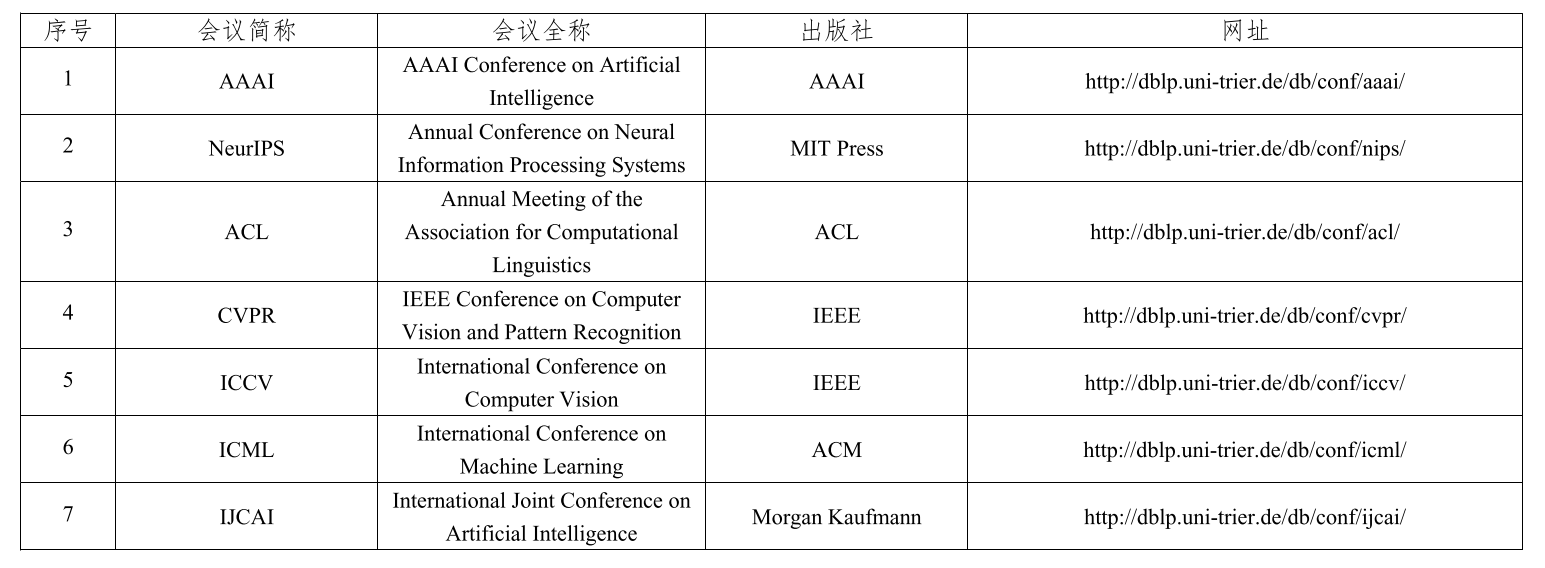 序号 会议简称 会议全称 出版社 网址
1 AAAI AAAI Conference on Artificial
Intelligence AAAI http://dblp.uni-trier.de/db/conf/aaai/
2 NeurIPS Annual Conference on Neural
Information Processing Systems MIT Press http://dblp.uni-trier.de/db/conf/nips/
3 ACL Annual Meeting of the
Association for Computational
Linguistics ACL http://dblp.uni-trier.de/db/conf/acl/
4 CVPR IEEE Conference on Computer
Vision and Pattern Recognition IEEE http://dblp.uni-trier.de/db/conf/cvpr/
5 ICCV International Conference on
Computer Vision IEEE http://dblp.uni-trier.de/db/conf/iccv/
6 ICML International Conference on
Machine Learning ACM http://dblp.uni-trier.de/db/conf/icml/
7 IJCAI International Joint Conference on
Artificial Intelligence Morgan Kaufmann http://dblp.uni-trier.de/db/conf/ijcai/